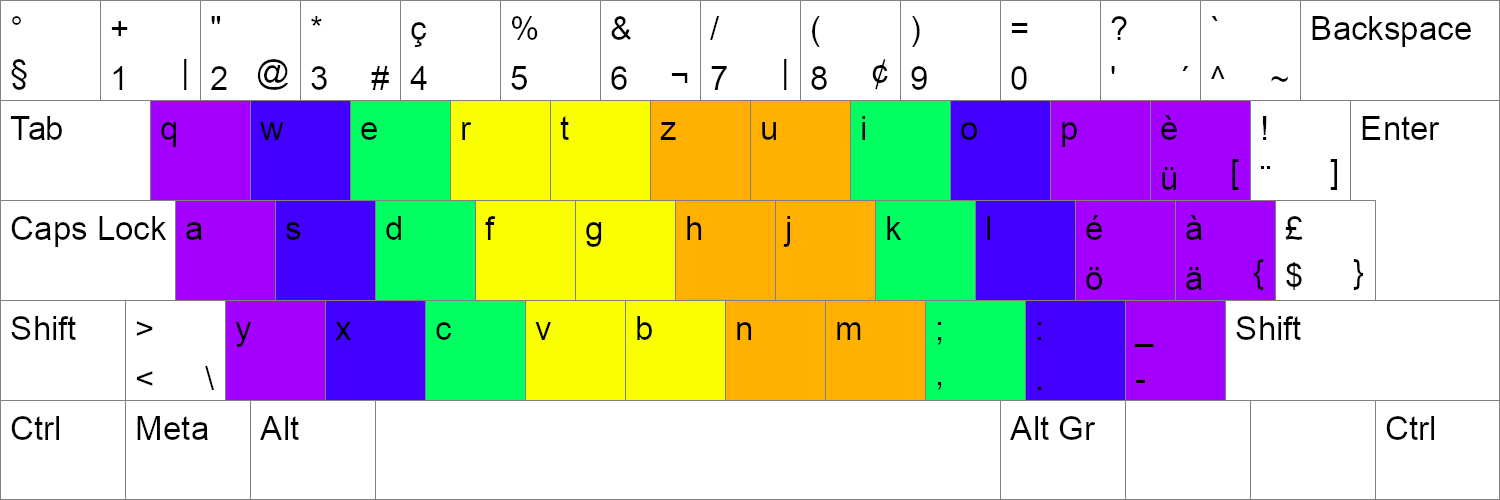 ° + " * ç % & / ( ) = ? ` Backspace
§ 1 | 2 @ 3 # 4 5 6 ¬ 7 | 8 ¢ 9 0 ' ´ ^ ~
Tab q w e r t z u i o p è ! Enter
ü [ ¨ ]
Caps Lock a s d f g h j k l é à £
ö ä { $ }
Shift > y x c v b n m ; : _ Shift
< \ , . -
Ctrl Meta Alt Alt Gr Ctrl